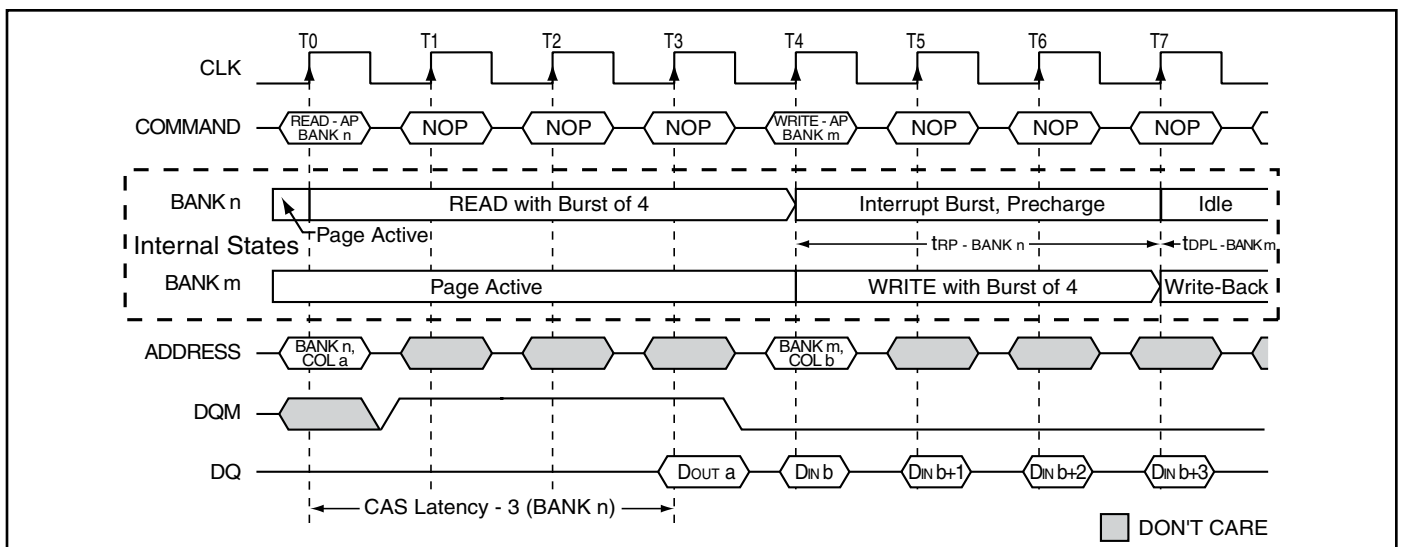 T0 T1 T2 T3 T4 T5 T6 T7
CLK
COMMAND READ - AP NOP NOP NOP WRITE - AP NOP NOP NOP
BANK n BANK m
BANK n READ with Burst of 4 Interrupt Burst, Precharge Idle
Internal States Page Active tRP - BANK n tDPL - BANK m
BANK m Page Active WRITE with Burst of 4 Write-Back
ADDRESS BANK n, BANK m,
COL a COL b
DQM
DQ DOUT a DIN b DIN b+1 DIN b+2 DIN b+3
CAS Latency - 3 (BANK n)
DON'T CARE